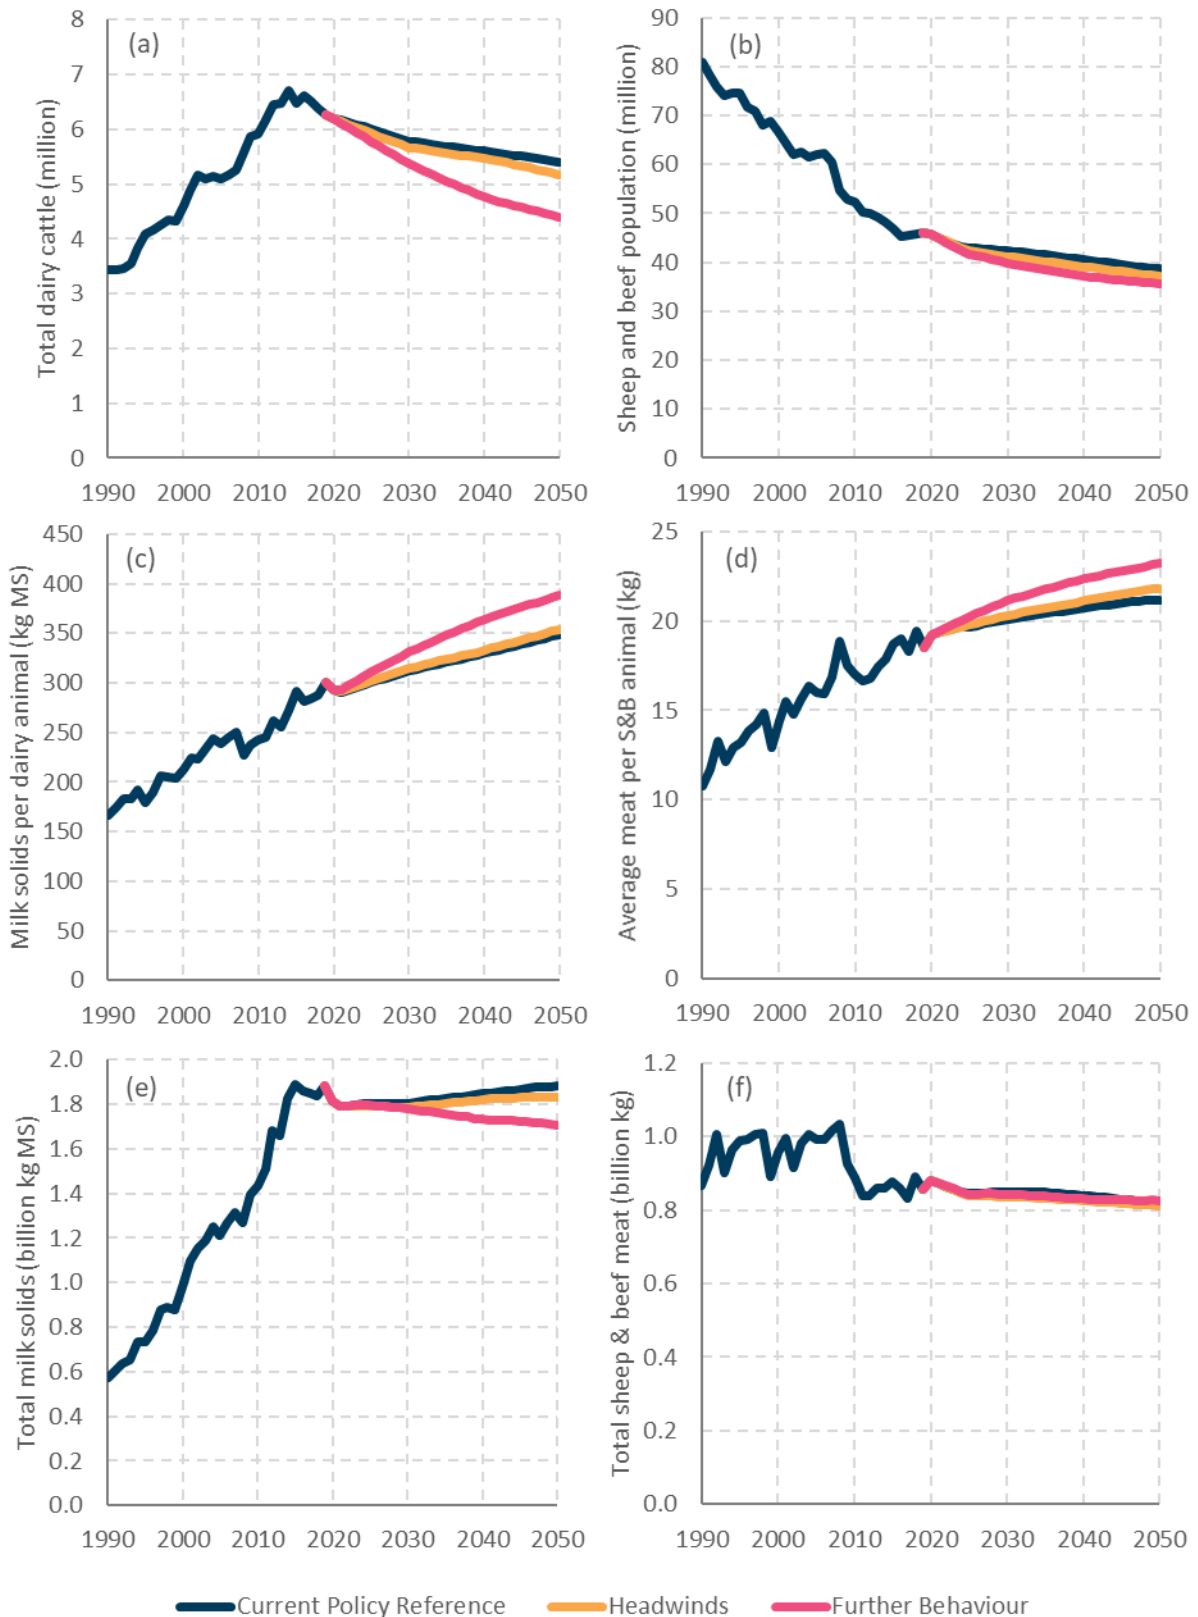 (a)
Total dairy cattle (million)
8
7
6
5
4
3
2
1
0
1990 2000 2010 2020 2030 2040 2050
(b)
Sheep and beef population (million)
90
80
70
60
50
40
30
20
10
0
1990 2000 2010 2020 2030 2040 2050
(c)
Milk solids per dairy animal (kg MS)
450
400
350
300
250
200
150
100
50
0
1990 2000 2010 2020 2030 2040 2050
(d)
Average meat per S&B animal (kg)
25
20
15
10
5
0
1990 2000 2010 2020 2030 2040 2050
(e)
Total milk solids (billion kg MS)
2.0
1.8
1.6
1.4
1.2
1.0
0.8
0.6
0.4
0.2
0.0
1990 2000 2010 2020 2030 2040 2050
(f)
Total sheep & beef meat (billion kg)
1.2
1.0
0.8
0.6
0.4
0.2
0.0
1990 2000 2010 2020 2030 2040 2050
Current Policy Reference Headwinds Further Behaviour